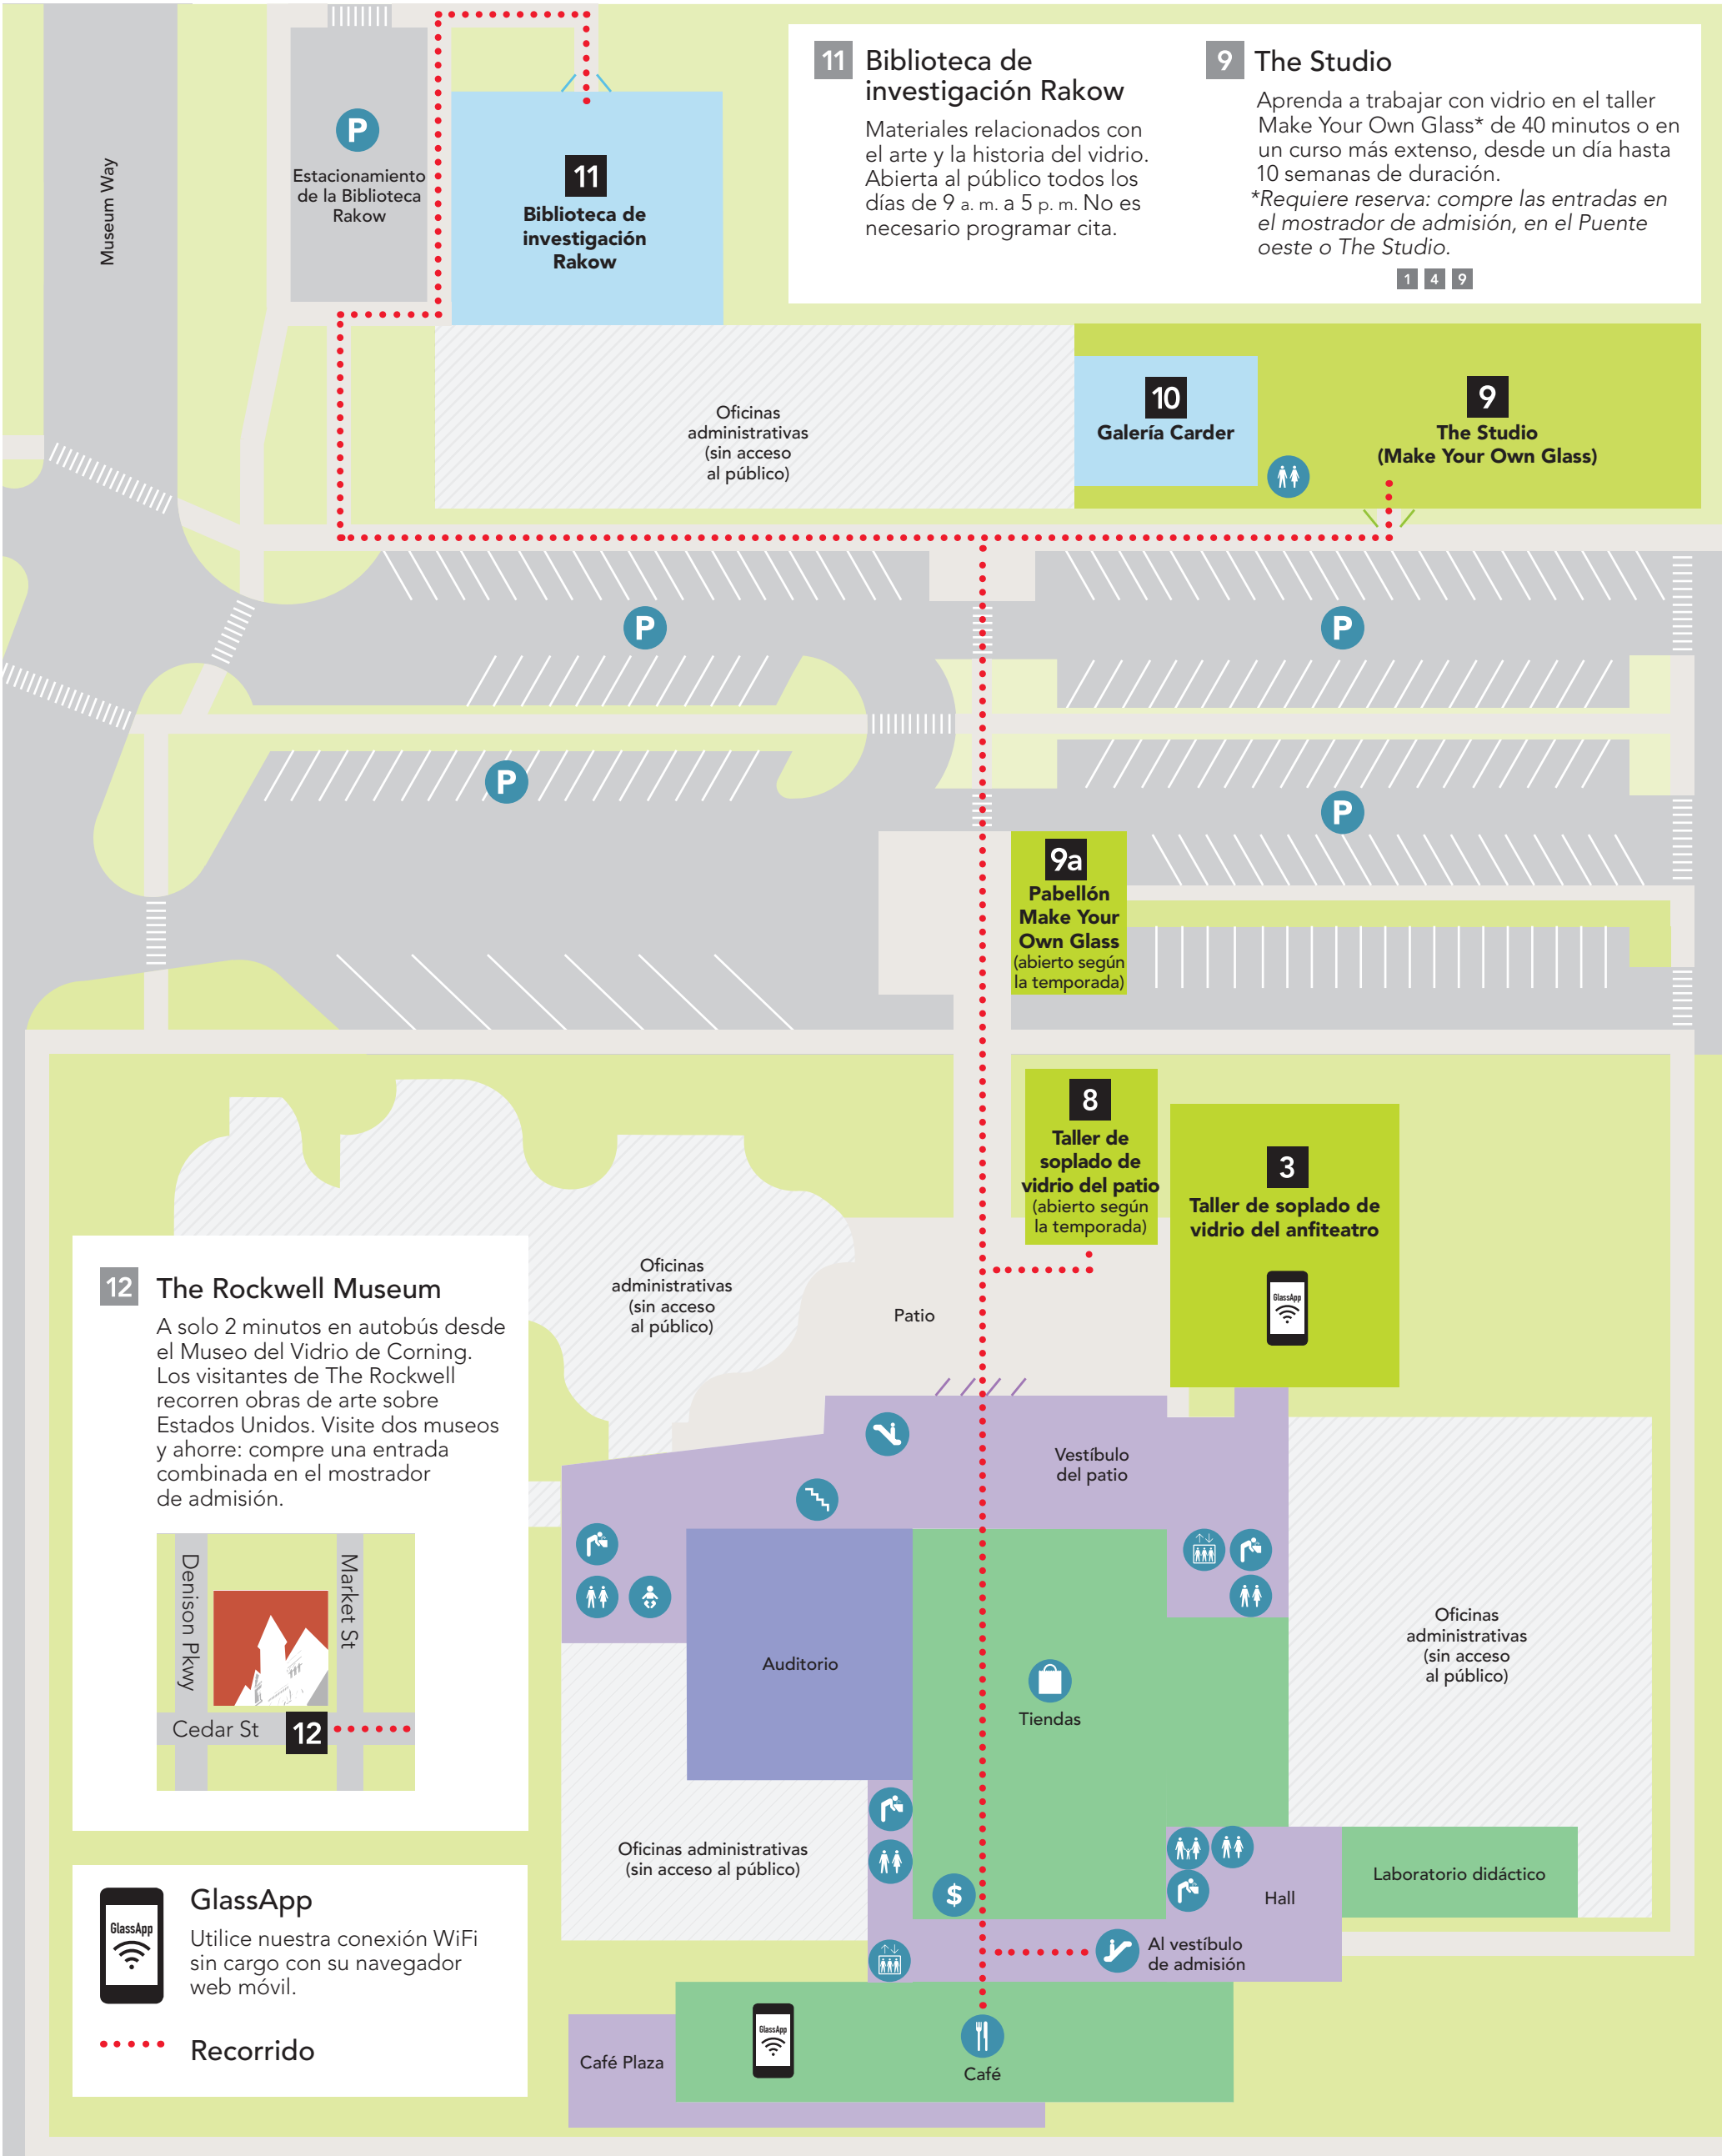 Museum Way
P
Estacionamiento
de la Biblioteca
Rakow
11
Biblioteca de
investigación
Rakow
11 Biblioteca de
investigación Rakow
Materiales relacionados con
el arte y la historia del vidrio.
Abierta al público todos los
días de 9 a. m. a 5 p. m. No es
necesario programar cita.
9 The Studio
Aprenda a trabajar con vidrio en el taller
Make Your Own Glass* de 40 minutos o en
un curso más extenso, desde un día hasta
10 semanas de duración.
*Requiere reserva: compre las entradas en
el mostrador de admisión, en el Puente
oeste o The Studio.
1 4 9
Oficinas
administrativas
(sin acceso
al público)
10
Galería Carder
9
The Studio
(Make Your Own Glass)
P
P
P
P
9a
Pabellón
Make Your
Own Glass
(abierto según
la temporada)
8
Taller de
soplado de
vidrio del patio
(abierto según
la temporada)
3
Taller de soplado de
vidrio del anfiteatro
GlassApp
Oficinas
administrativas
(sin acceso
al público)
Patio
12 The Rockwell Museum
A solo 2 minutos en autobús desde
el Museo del Vidrio de Corning.
Los visitantes de The Rockwell
recorren obras de arte sobre
Estados Unidos. Visite dos museos
y ahorre: compre una entrada
combinada en el mostrador
de admisión.
Denison Pkwy
Market St
Cedar St
12
Vestíbulo
del patio
Auditorio
Tiendas
Oficinas
administrativas
(sin acceso
al público)
Oficinas administrativas
(sin acceso al público)
$
Hall
Laboratorio didáctico
Al vestíbulo
de admisión
GlassApp
GlassApp
Utilice nuestra conexión WiFi
sin cargo con su navegador
web móvil.
Recorrido
Café Plaza
GlassApp
Café